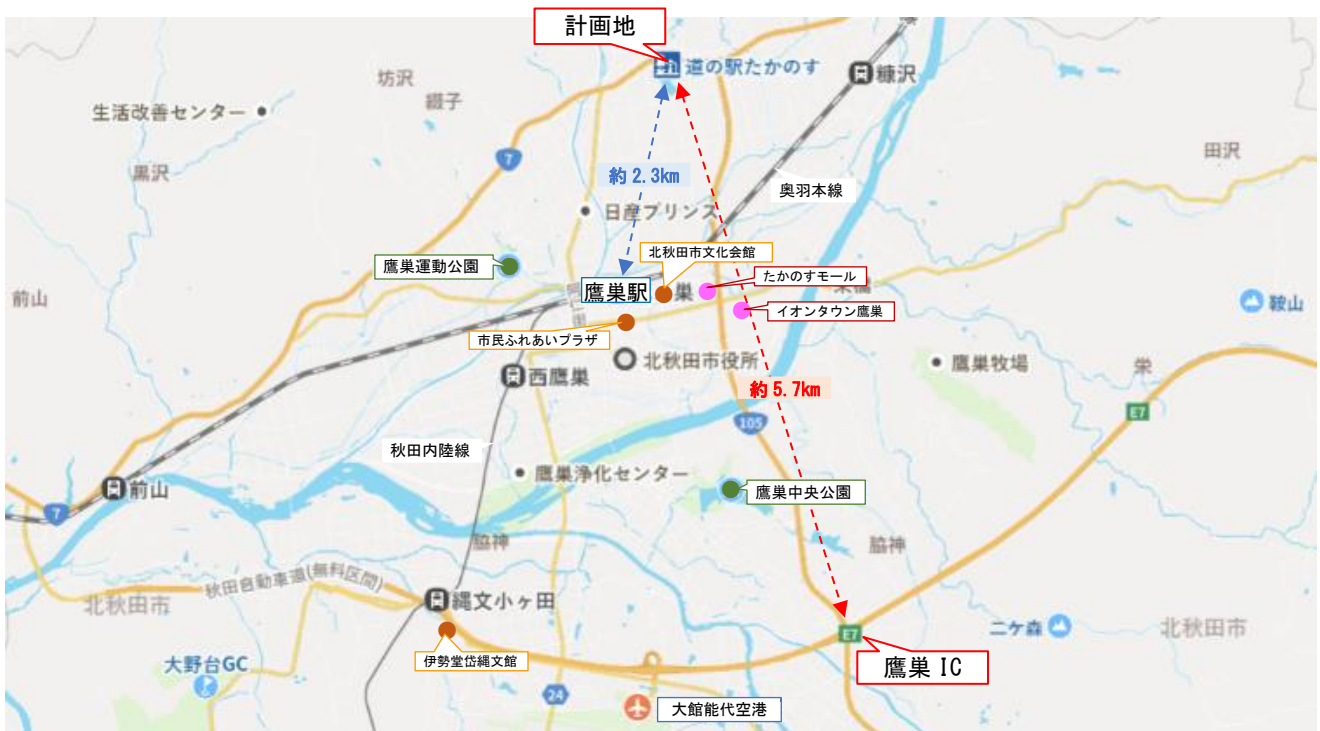 計画地
道の駅たかのす
糠沢
坊沢
綴子
生活改善センター
田沢
黒沢
7
約2.3km
奥羽本線
日産プリンス
北秋田市文化会館
鷹巣運動公園
たかのすモール
前山
鷹巣駅
巣
鞍山
イオンタウン鷹巣
市民ふれあいプラザ
北秋田市役所
鷹巣牧場
栄
西鷹巣
約5.7km
E7
105
秋田内陸線
鷹巣浄化センター
前山
鷹巣中央公園
7
脇神
脇神
秋田自動車道(無料区間)
北秋田市
縄文小ヶ田
二ケ森
北秋田市
E7
伊勢堂岱縄文館
大野台GC
鷹巣 IC
24
大館能代空港